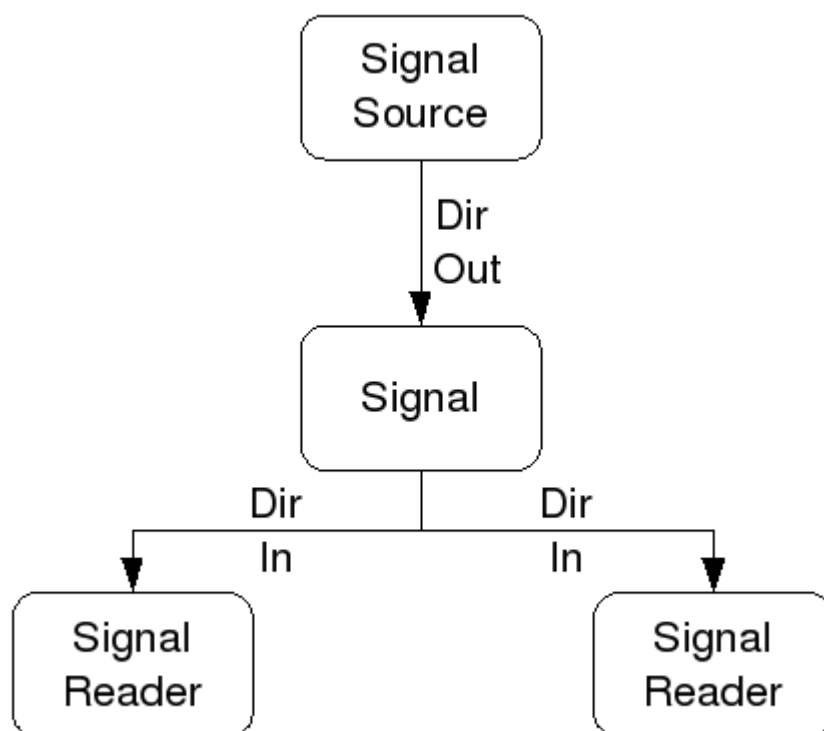 Signal
Source
Dir
Out
Signal
Dir
In
Dir
In
Signal
Reader
Signal
Reader